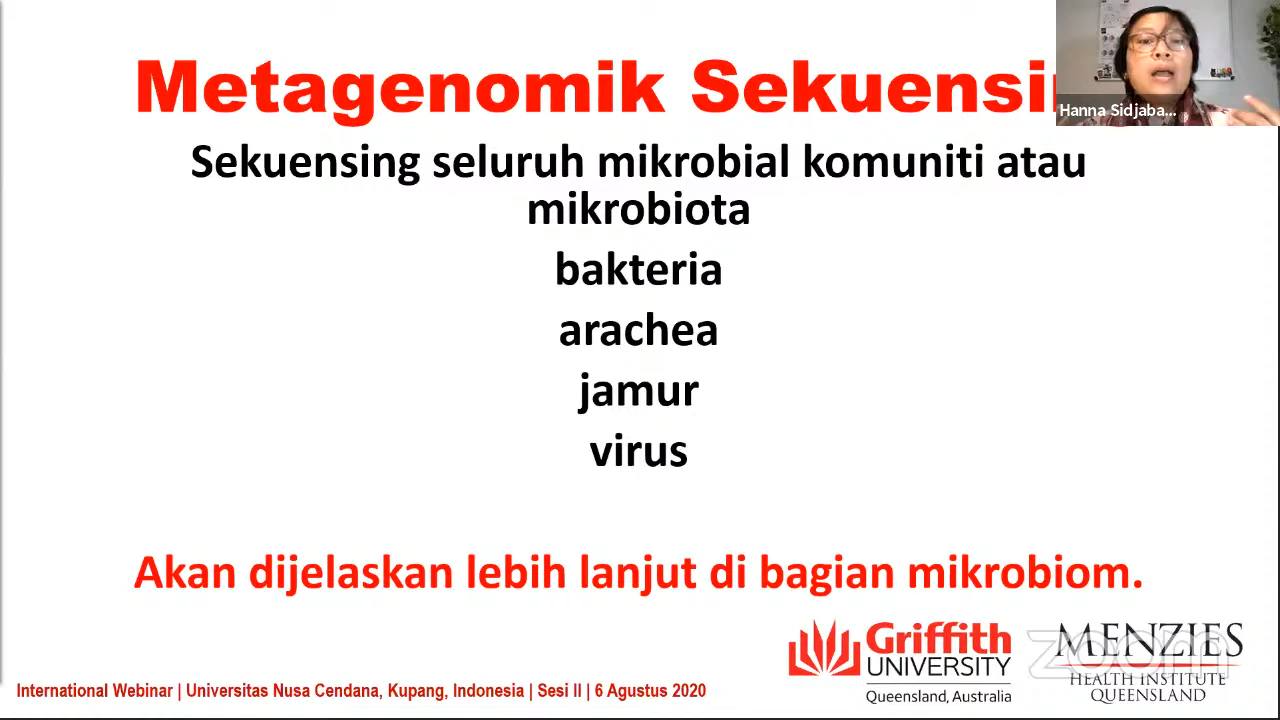 Metagenomik Sekuensi
Hanna Sidjaba...
Sekuensing seluruh mikrobial komuniti atau
mikrobiota
bakteria
arachea
jamur
virus
Akan dijelaskan lebih lanjut di bagian mikrobiom.
Griffith
UNIVERSITY
Queensland, Australia
MENZIES
HEALTH INSTITUTE
QUEENSLAND
zoom
International Webinar | Universitas Nusa Cendana, Kupang, Indonesia | Sesi II | 6 Agustus 2020